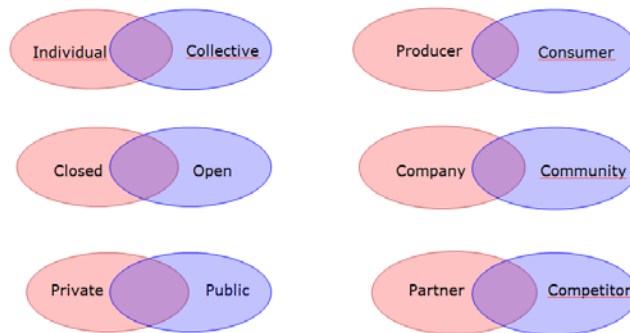 Individual Collective
Producer Consumer
Closed Open
Company Community
Private Public
Partner Competitor